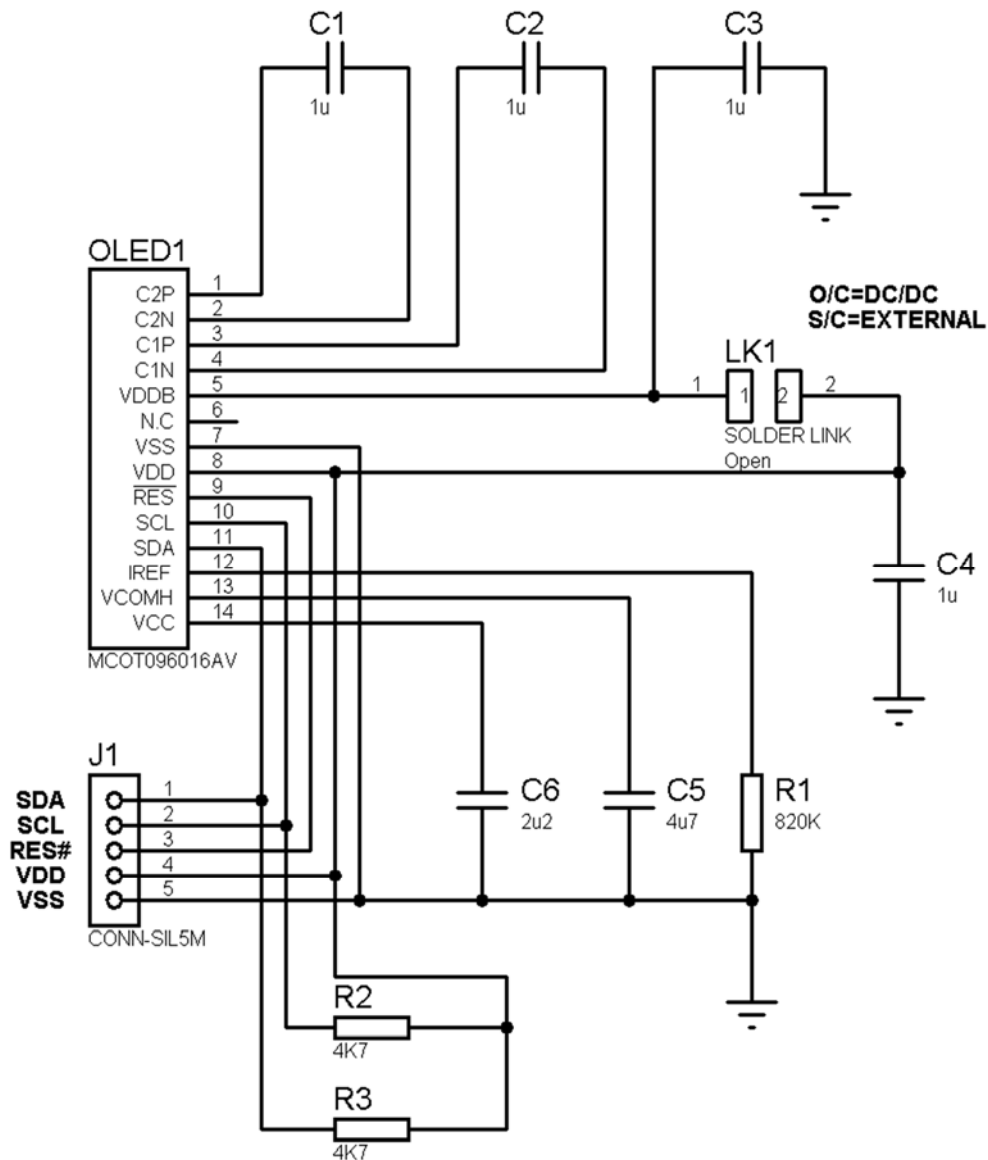 C1
1u
C2
1u
C3
1u
OLED1
C2P 1
C2N 2
C1P 3
C1N 4
VDDB 5
N.C 6
VSS 7
VDD 8
RES 9
SCL 10
SDA 11
IREF 12
VCOMH 13
VCC 14
MCOT096016AV
O/C=DC/DC
S/C=EXTERNAL
LK1
1 1 2 2
SOLDER LINK
Open
C4
1u
J1
SDA 1
SCL 2
RES# 3
VDD 4
VSS 5
CONN-SIL5M
C6
2u2
C5
4u7
R1
820K
R2
4K7
R3
4K7